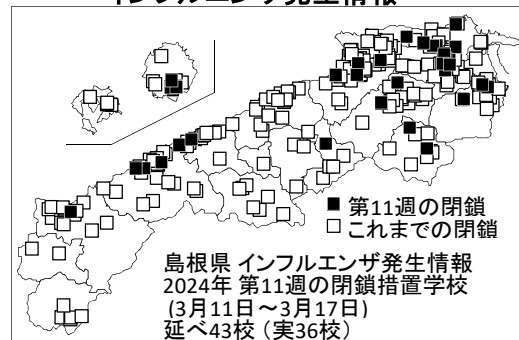 インフルエンザ発生情報
■ 第11週の閉鎖
□ これまでの閉鎖
島根県 インフルエンザ発生情報
2024年 第11週の閉鎖措置学校
(3月11日～3月17日)
延べ43校 (実36校)